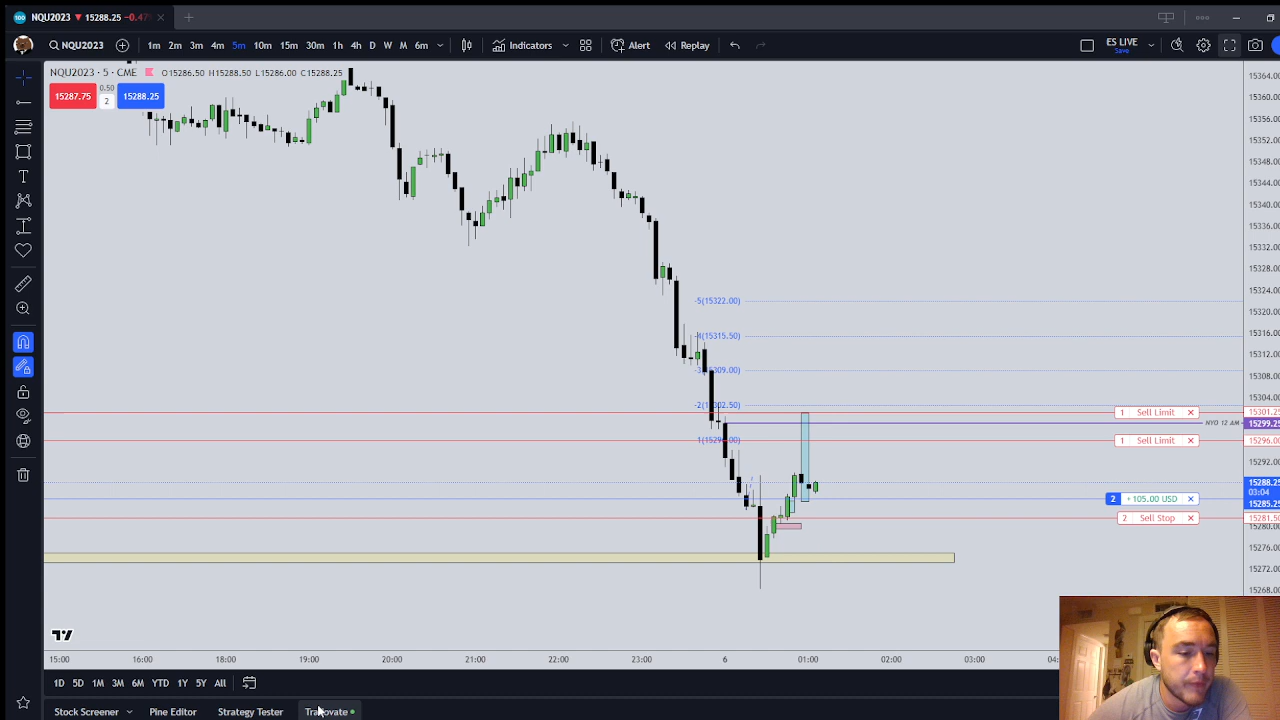 NQU2023 ▼ 15288.25 -0.47%
NQU2023 1m 2m 3m 4m 5m 10m 15m 30m 1h 4h D W M 6m Indicators Alert Replay ES LIVE
Save
NQU2023 · 5 · CME O15286.50 H15288.50 L15286.00 C15288.25
15287.75 0.50 2 15288.25
15364.00
15360.00
15356.00
15352.00
15348.00
15344.00
15340.00
15336.00
15332.00
15328.00
15324.00
15320.00
15316.00
15312.00
15308.00
15304.00
-5(15322.00)
-4(15315.50)
-3(15309.00)
-2(15302.50)
1 Sell Limit 15301.25
NYO 12 AM 15299.25
1 Sell Limit 15296.00
15292.00
15288.25
03:04
2 +105.00 USD 15285.25
2 Sell Stop 15281.50
15280.00
15276.00
15272.00
15268.00
15:00 16:00 17:00 18:00 19:00 20:00 21:00 22:00 23:00 6 01:00 02:00 03:00
1D 5D 1M 3M 6M YTD 1Y 5Y All
Stock Screener Pine Editor Strategy Tester Tradovate